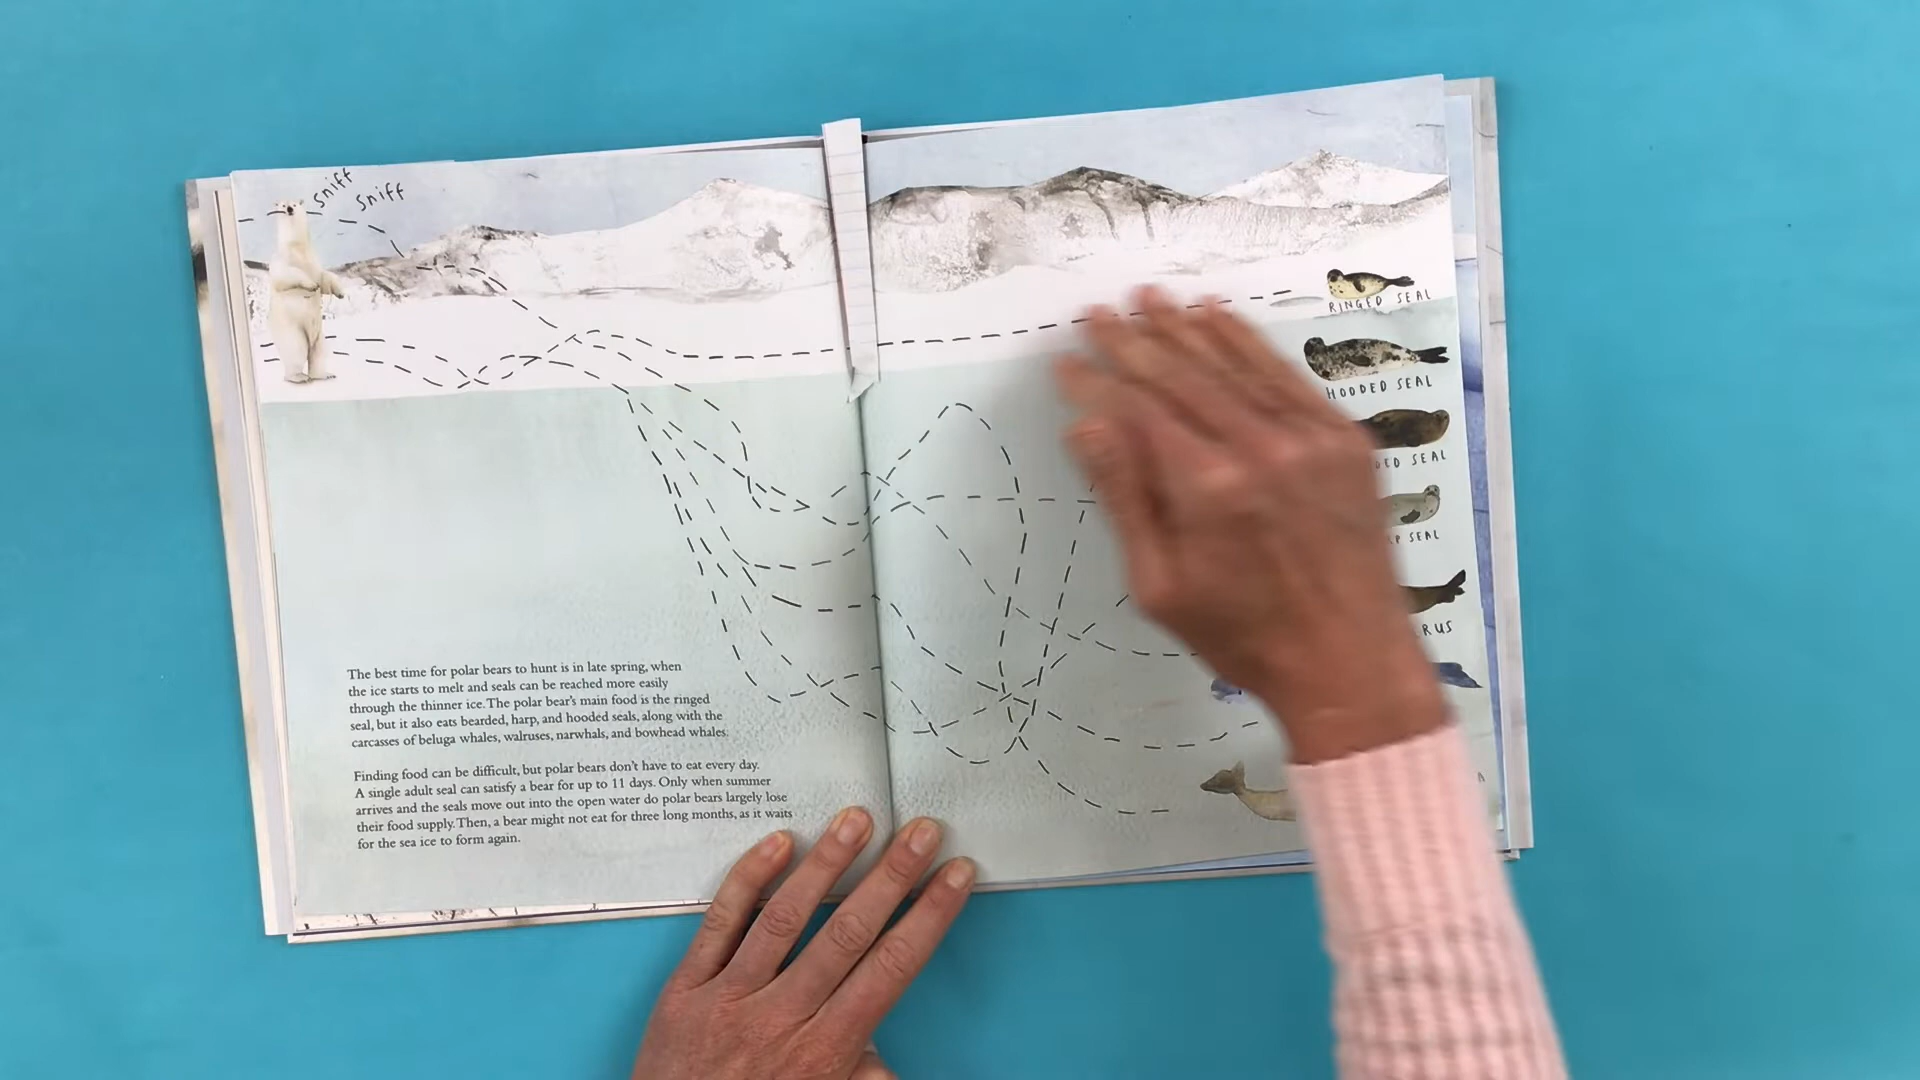 sniff
sniff
RINGED SEAL
HOODED SEAL
SEAL
SEAL
The best time for polar bears to hunt is in late spring, when
the ice starts to melt and seals can be reached more easily
through the thinner ice. The polar bear's main food is the ringed
seal, but it also eats bearded, harp, and hooded seals, along with the
carcasses of beluga whales, walruses, narwhals, and bowhead whales.
Finding food can be difficult, but polar bears don't have to eat every day.
A single adult seal can satisfy a bear for up to 11 days. Only when summer
arrives and the seals move out into the open water do polar bears largely lose
their food supply. Then, a bear might not eat for three long months, as it waits
for the sea ice to form again.